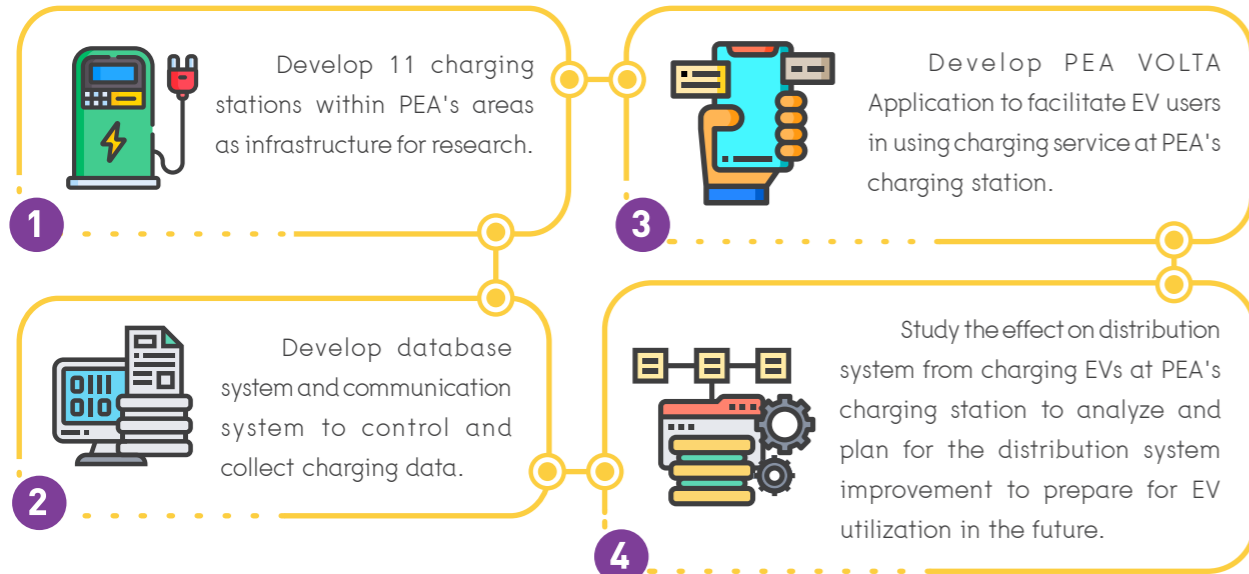 Develop 11 charging
stations within PEA's areas
as infrastructure for research.
1
Develop database
system and communication
system to control and
collect charging data.
2
Develop PEA VOLTA
Application to facilitate EV users
in using charging service at PEA's
charging station.
3
Study the effect on distribution
system from charging EVs at PEA's
charging station to analyze and
plan for the distribution system
improvement to prepare for EV
utilization in the future.
4